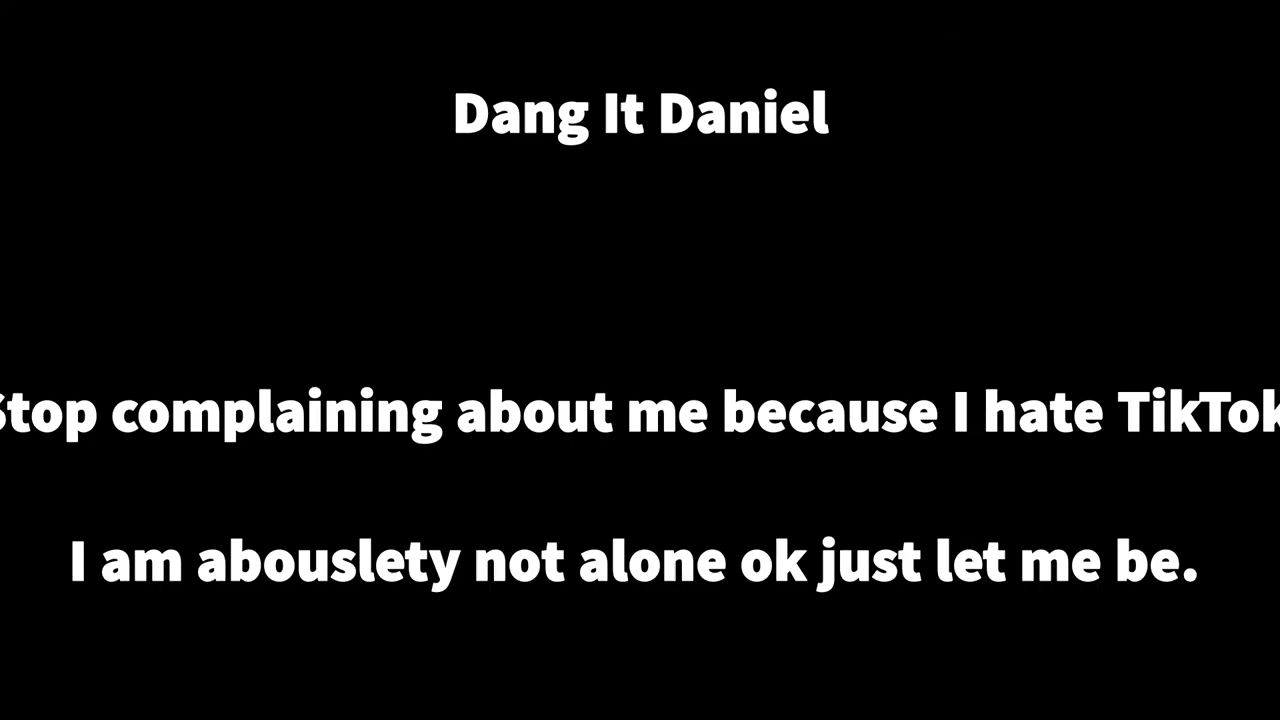 Dang It Daniel
Stop complaining about me because I hate TikTok
I am abouslety not alone ok just let me be.